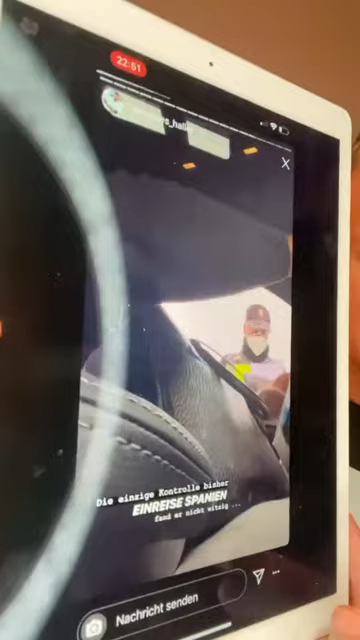 22:51
Die einzige Kontrolle bisher
EINREISE SPANIEN
fand er nicht witzig ...
Nachricht senden